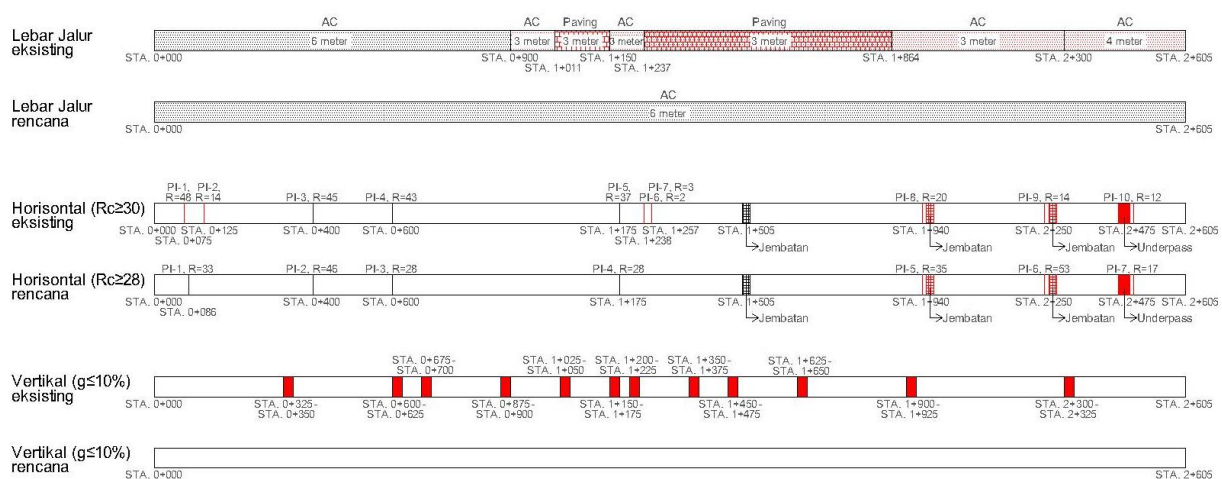 AC AC Paving AC Paving AC AC
Lebar Jalur
eksisting
6 meter 3 meter 3 meter 3 meter 3 meter 3 meter 4 meter
STA. 0+000 STA. 0+900 STA. 1+150 STA. 1+864 STA. 2+300 STA. 2+605
STA. 1+011 STA. 1+237
AC
Lebar Jalur
rencana
6 meter
STA. 0+000 STA. 2+605
PI-1, PI-2, PI-5, PI-7, R=3
R=48 R=14 PI-3, R=45 PI-4, R=43 R=37 PI-6, R=2 PI-8, R=20 PI-9, R=14 PI-10, R=12
Horisontal (Rc≥30)
eksisting
STA. 0+000 STA. 0+125 STA. 0+400 STA. 0+600 STA. 1+175 STA. 1+257 STA. 1+505 STA. 1+940 STA. 2+250 STA. 2+475 STA. 2+605
STA. 0+075 STA. 1+238
Jembatan Jembatan Jembatan Underpass
PI-1, R=33 PI-2, R=46 PI-3, R=28 PI-4, R=28 PI-5, R=35 PI-6, R=53 PI-7, R=17
Horisontal (Rc≥28)
rencana
STA. 0+000 STA. 0+400 STA. 0+600 STA. 1+175 STA. 1+505 STA. 1+940 STA. 2+250 STA. 2+475 STA. 2+605
STA. 0+086
Jembatan Jembatan Jembatan Underpass
STA. 0+675- STA. 1+025- STA. 1+200- STA. 1+350- STA. 1+625-
STA. 0+700 STA. 1+050 STA. 1+225 STA. 1+375 STA. 1+650
Vertikal (g≤10%)
eksisting
STA. 0+000 STA. 0+325- STA. 0+600- STA. 0+875- STA. 1+150- STA. 1+450- STA. 1+900- STA. 2+300- STA. 2+605
STA. 0+350 STA. 0+625 STA. 0+900 STA. 1+175 STA. 1+475 STA. 1+925 STA. 2+325
Vertikal (g≤10%)
rencana
STA. 0+000 STA. 2+605